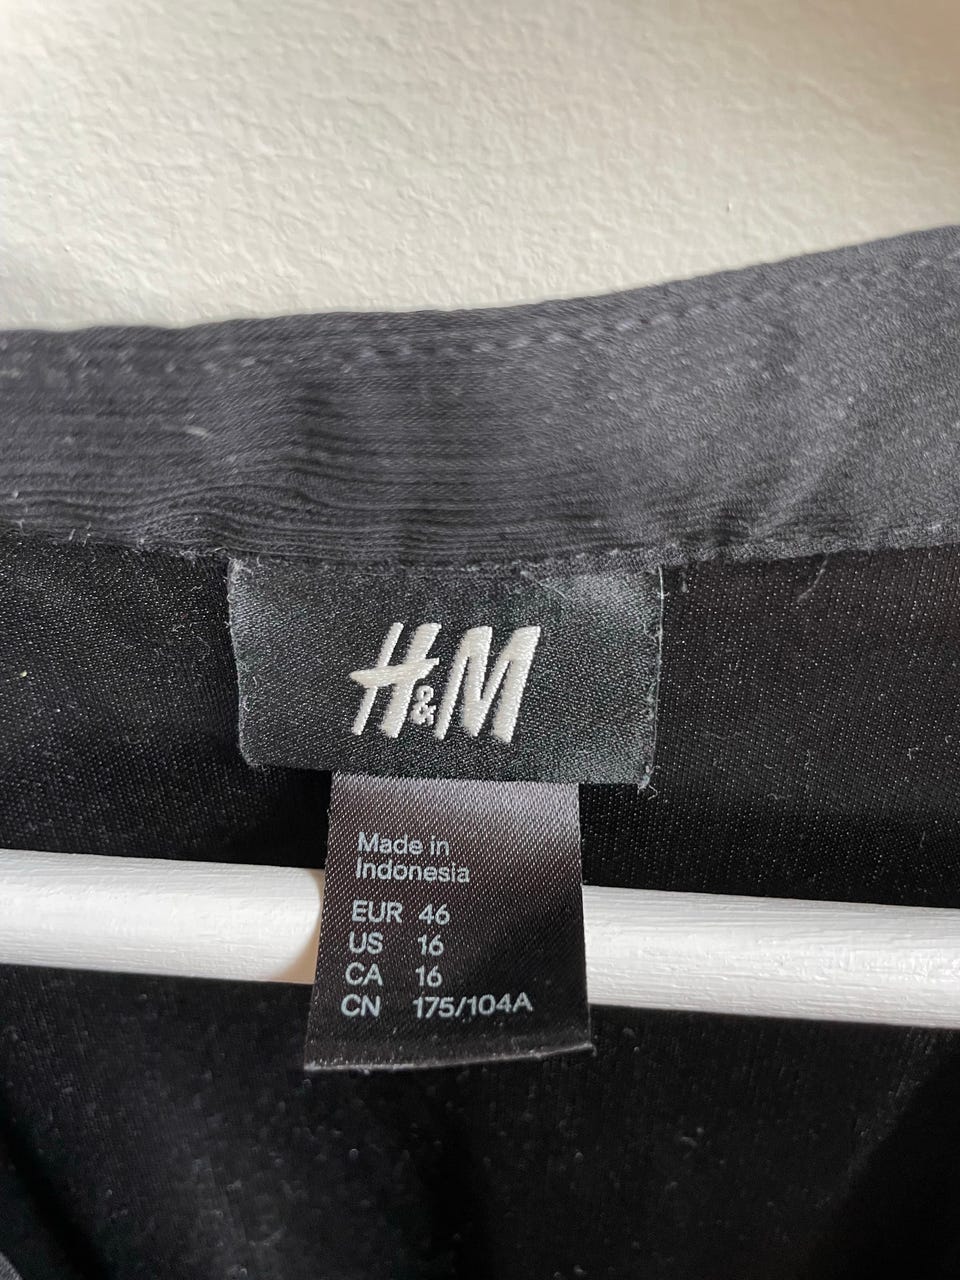 H&M
Made in
Indonesia
EUR 46
US 16
CA 16
CN 175/104A